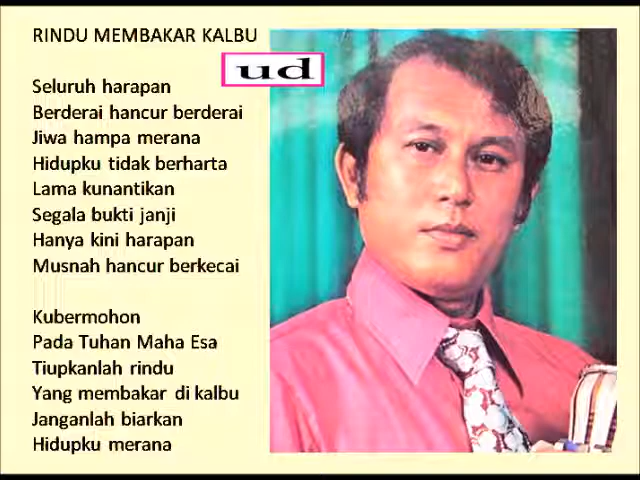 RINDU MEMBAKAR KALBU
ud
Seluruh harapan
Berderai hancur berderai
Jiwa hampa merana
Hidupku tidak berharta
Lama kunantikan
Segala bukti janji
Hanya kini harapan
Musnah hancur berkecai
Kubermohon
Pada Tuhan Maha Esa
Tiupkanlah rindu
Yang membakar di kalbu
Janganlah biarkan
Hidupku merana